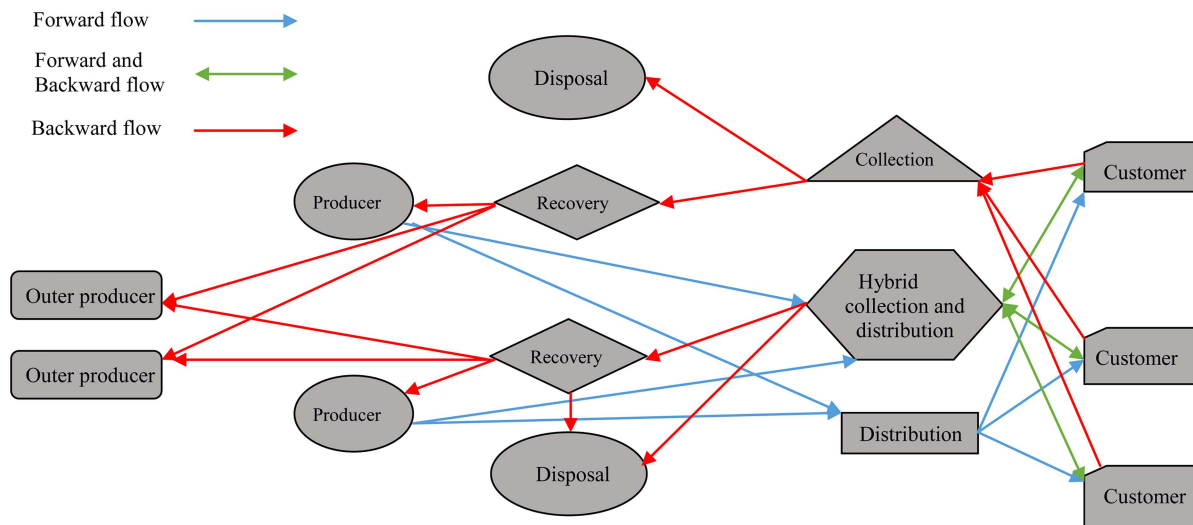 Forward flow
Forward and
Backward flow
Backward flow
Disposal
Collection
Customer
Producer
Recovery
Outer producer
Hybrid
collection and
distribution
Outer producer
Recovery
Customer
Producer
Distribution
Disposal
Customer